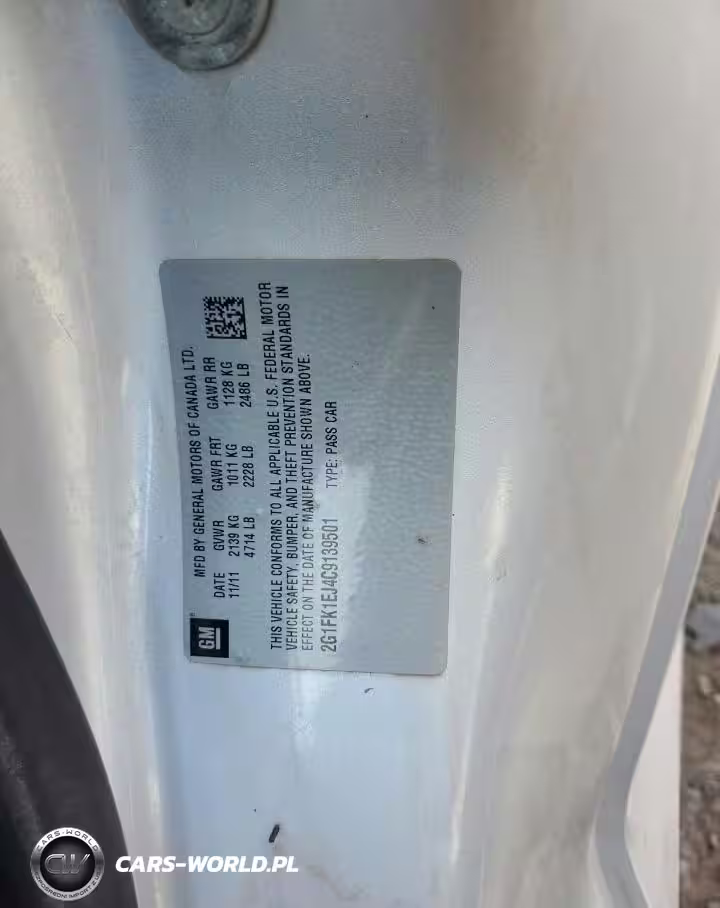 MFD BY GENERAL MOTORS OF CANADA LTD.
DATE GVWR GAWR FRT GAWR RR
11/11 2139 KG 1011 KG 1128 KG
4714 LB 2228 LB 2486 LB
GM
THIS VEHICLE CONFORMS TO ALL APPLICABLE U.S. FEDERAL MOTOR
VEHICLE SAFETY, BUMPER, AND THEFT PREVENTION STANDARDS IN
EFFECT ON THE DATE OF MANUFACTURE SHOWN ABOVE.
2G1FK1EJ4C9139501 TYPE: PASS CAR
CARS-WORLD
CW
CARS-WORLD.PL